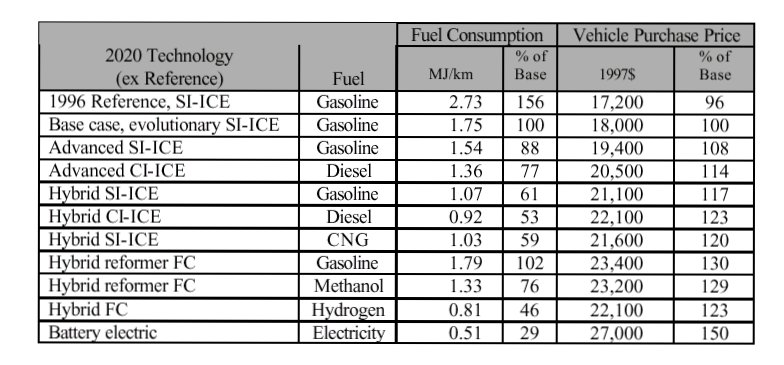 Fuel Consumption Vehicle Purchase Price
2020 Technology
(ex Reference) Fuel MJ/km % of Base 1997$ % of Base
1996 Reference, SI-ICE Gasoline 2.73 156 17,200 96
Base case, evolutionary SI-ICE Gasoline 1.75 100 18,000 100
Advanced SI-ICE Gasoline 1.54 88 19,400 108
Advanced CI-ICE Diesel 1.36 77 20,500 114
Hybrid SI-ICE Gasoline 1.07 61 21,100 117
Hybrid CI-ICE Diesel 0.92 53 22,100 123
Hybrid SI-ICE CNG 1.03 59 21,600 120
Hybrid reformer FC Gasoline 1.79 102 23,400 130
Hybrid reformer FC Methanol 1.33 76 23,200 129
Hybrid FC Hydrogen 0.81 46 22,100 123
Battery electric Electricity 0.51 29 27,000 150